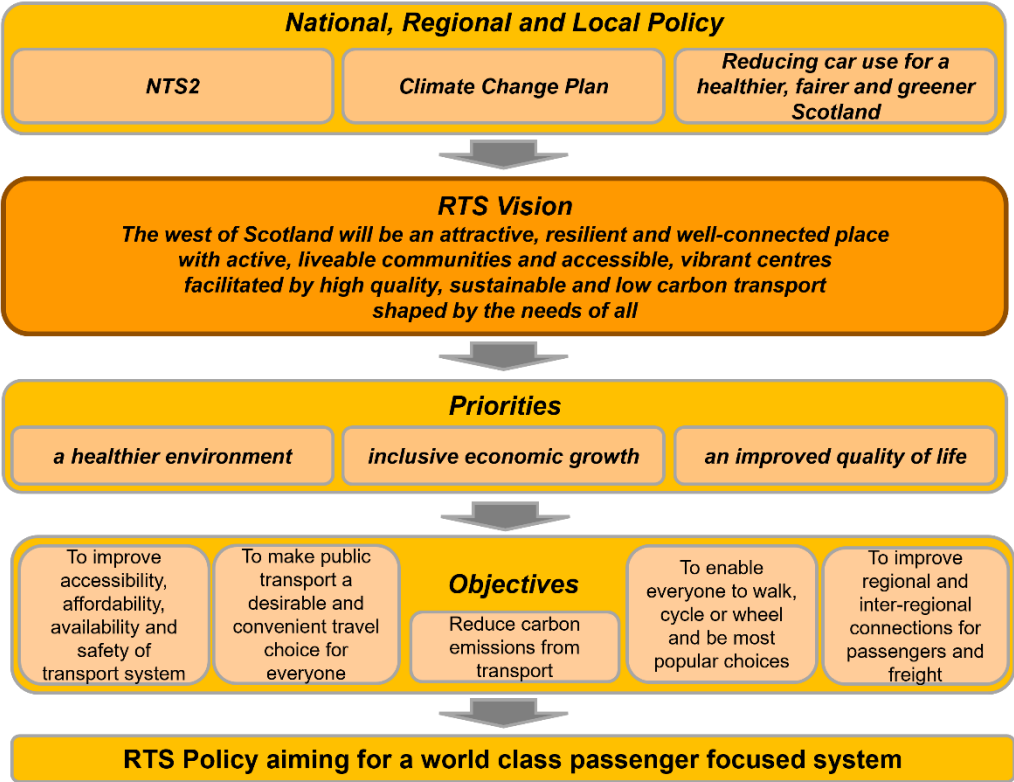 National, Regional and Local Policy
NTS2
Climate Change Plan
Reducing car use for a
healthier, fairer and greener
Scotland
RTS Vision
The west of Scotland will be an attractive, resilient and well-connected place
with active, liveable communities and accessible, vibrant centres
facilitated by high quality, sustainable and low carbon transport
shaped by the needs of all
Priorities
a healthier environment
inclusive economic growth
an improved quality of life
Objectives
To improve
accessibility,
affordability,
availability and
safety of
transport system
To make public
transport a
desirable and
convenient travel
choice for
everyone
Reduce carbon
emissions from
transport
To enable
everyone to walk,
cycle or wheel
and be most
popular choices
To improve
regional and
inter-regional
connections for
passengers and
freight
RTS Policy aiming for a world class passenger focused system